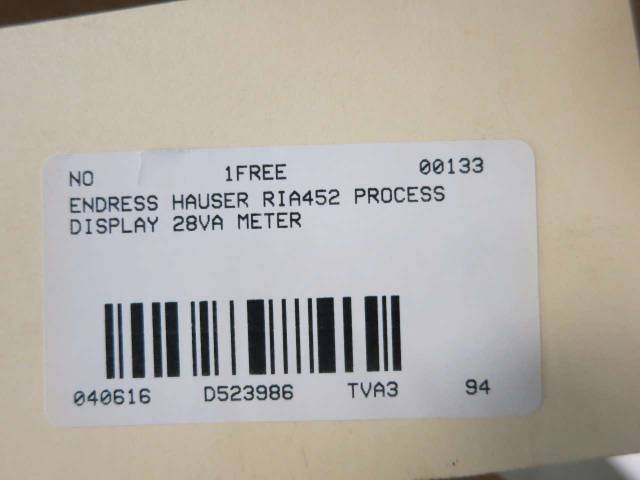 NO 1FREE 00133
ENDRESS HAUSER RIA452 PROCESS
DISPLAY 28VA METER
040616 D523986 TVA3 94